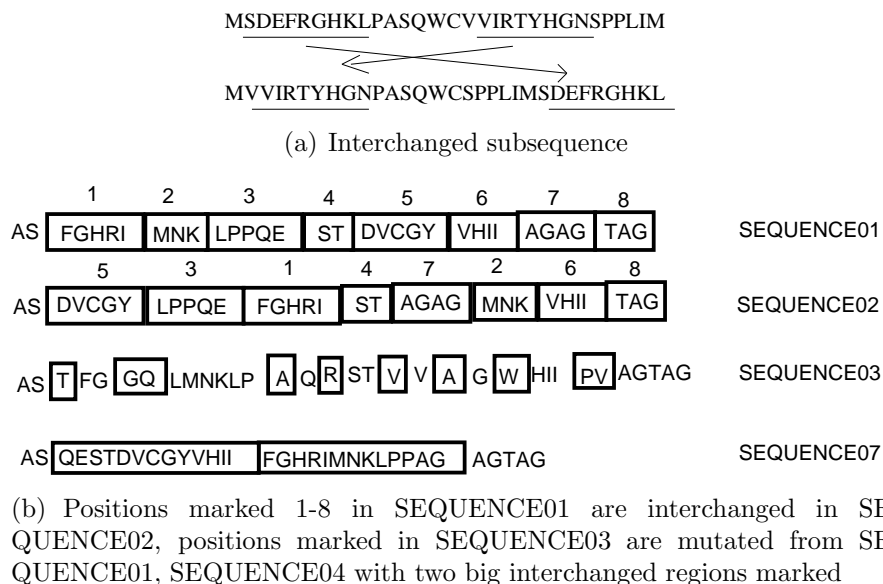 MSDEFRGHKLPASQWCVVIRTYHGNSPPLIM
MVVIRTYHGNPASQWCSPPLIMSDEFRGHKL
(a) Interchanged subsequence
1 2 3 4 5 6 7 8
AS FGHRI MNK LPPQE ST DVCGY VHII AGAG TAG SEQUENCE01
5 3 1 4 7 2 6 8
AS DVCGY LPPQE FGHRI ST AGAG MNK VHII TAG SEQUENCE02
AS T FG GQ LMNKLP A Q R ST V V A G W HII PV AGTAG SEQUENCE03
AS QESTDVCGYVHII FGHRIMNKLPPAG AGTAG SEQUENCE07
(b) Positions marked 1-8 in SEQUENCE01 are interchanged in SE
QUENCE02, positions marked in SEQUENCE03 are mutated from SE
QUENCE01, SEQUENCE04 with two big interchanged regions marked